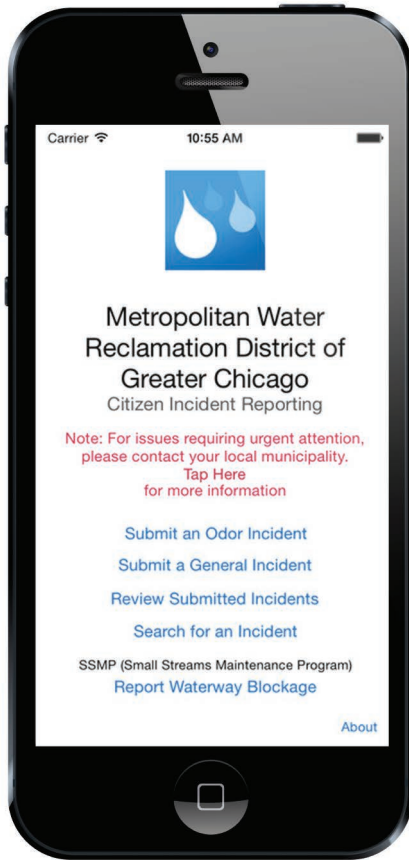 Carrier 10:55 AM
Metropolitan Water
Reclamation District of
Greater Chicago
Citizen Incident Reporting
Note: For issues requiring urgent attention,
please contact your local municipality.
Tap Here
for more information
Submit an Odor Incident
Submit a General Incident
Review Submitted Incidents
Search for an Incident
SSMP (Small Streams Maintenance Program)
Report Waterway Blockage
About